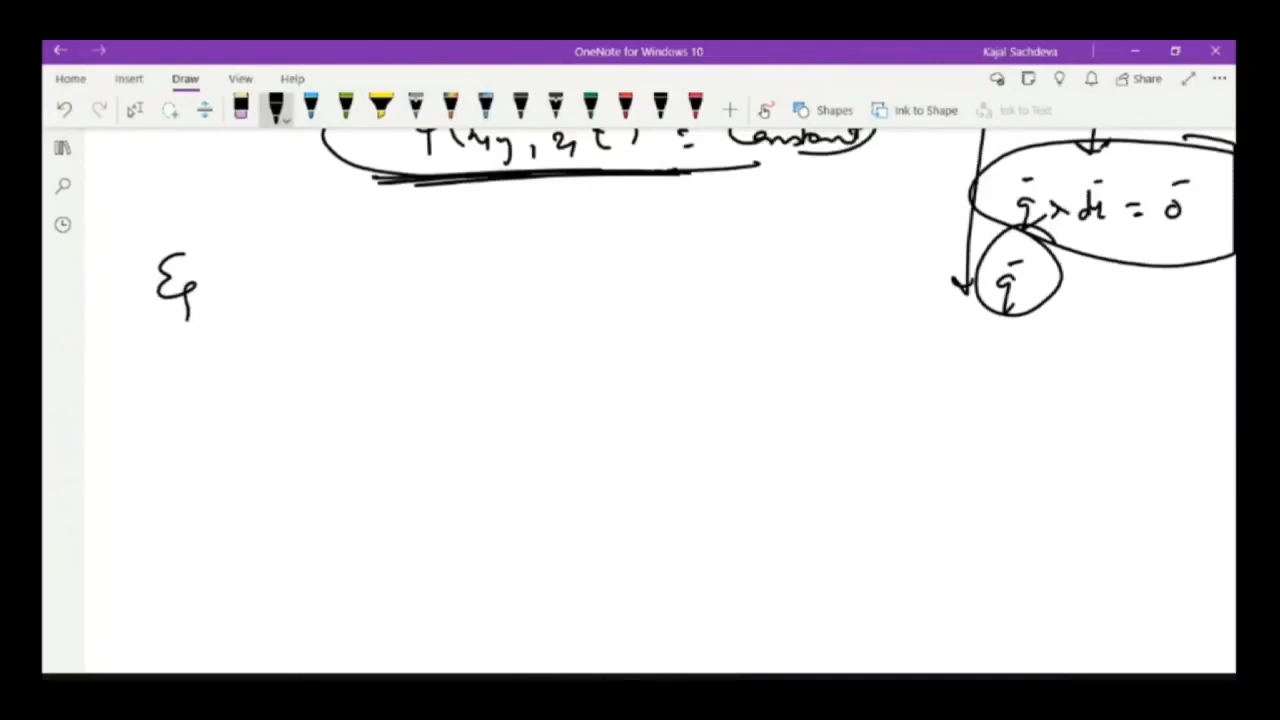 OneNote for Windows 10
Kajal Sachdeva
Home Insert Draw View Help
Share
Shapes
Ink to Shape
Ink to Text
= Constant
q̄ × dr̄ = ō
q̄
Eq